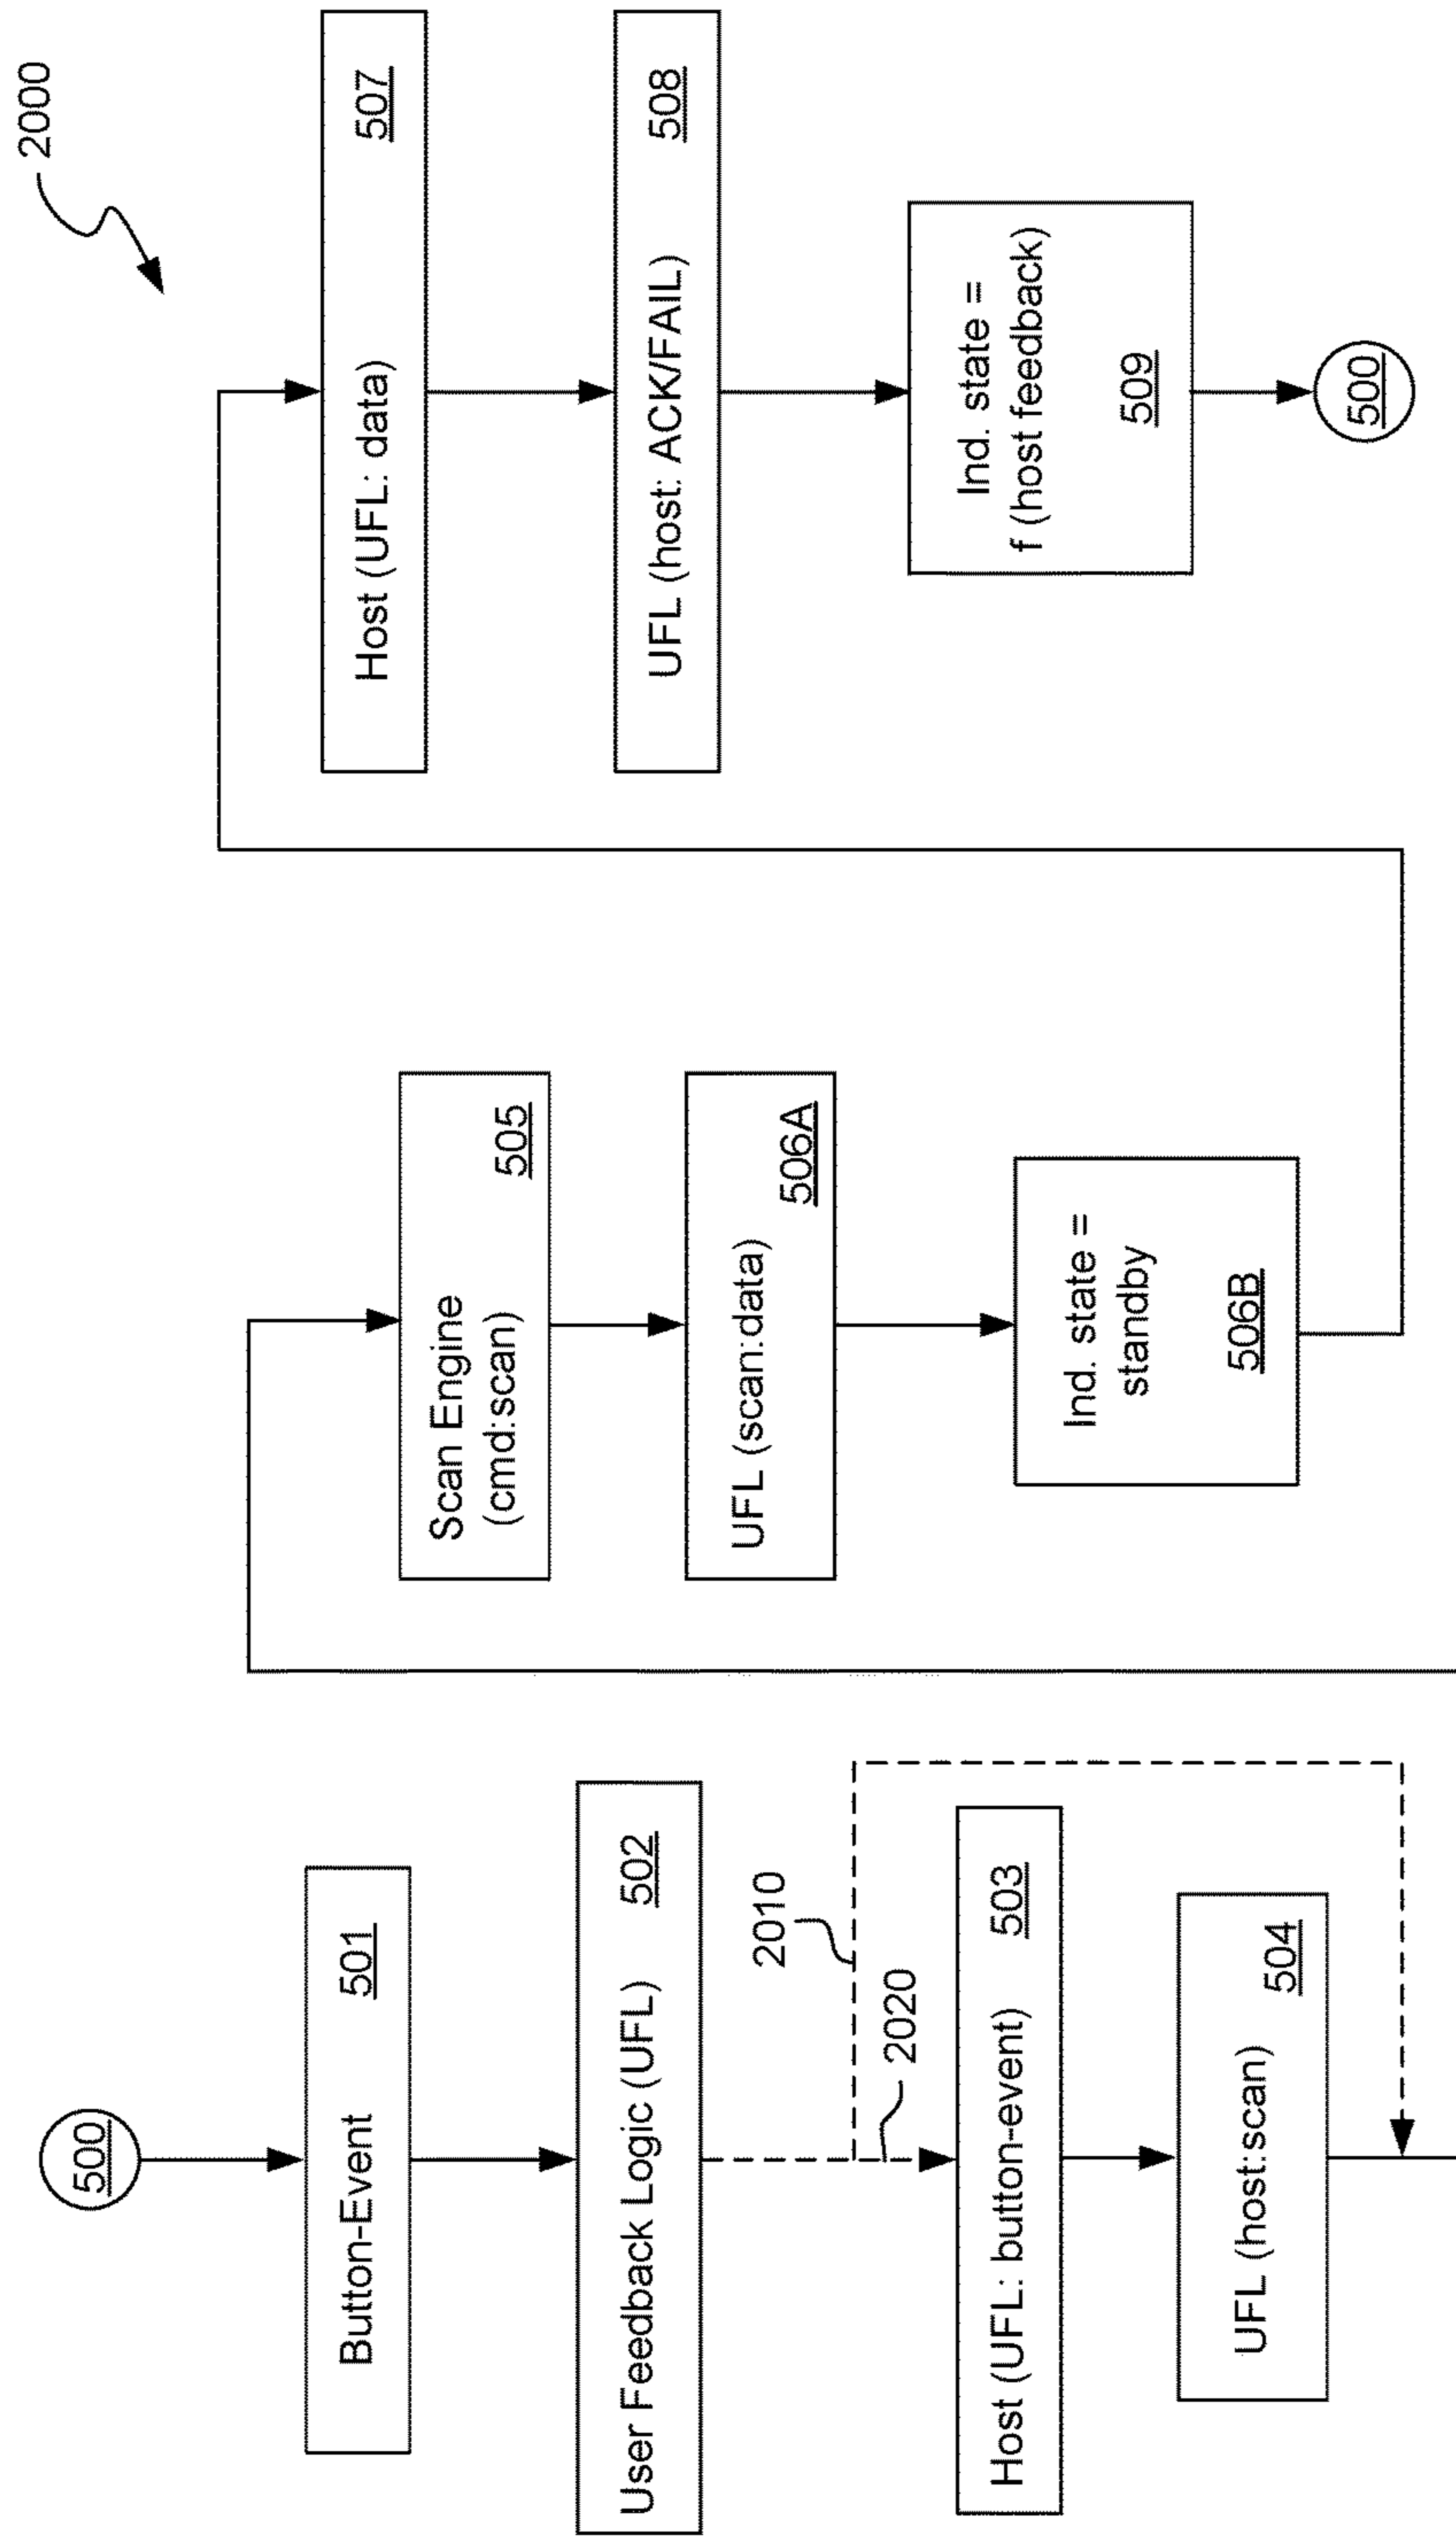 2000
500
Button-Event 501
User Feedback Logic (UFL) 502
2010
2020
Host (UFL: button-event) 503
UFL (host:scan) 504
Scan Engine
(cmd:scan)
505
UFL (scan:data)
506A
Ind. state =
standby
506B
Host (UFL: data) 507
UFL (host: ACK/FAIL) 508
Ind. state =
f (host feedback)
509
500